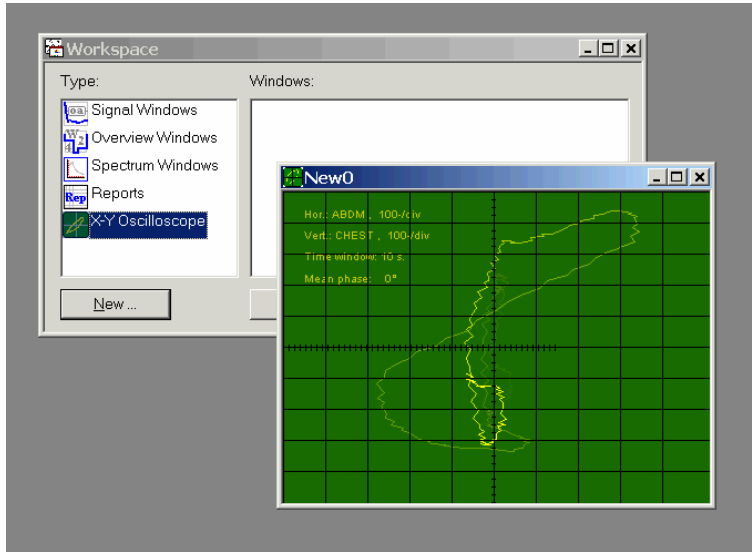 Workspace
Type:
Windows:
Signal Windows
Overview Windows
Spectrum Windows
Rep Reports
X-Y Oscilloscope
New ...
New0
Hor.: ABDM , 100-/div
Vert.: CHEST , 100-/div
Time window: 10 s.
Mean phase: 0°